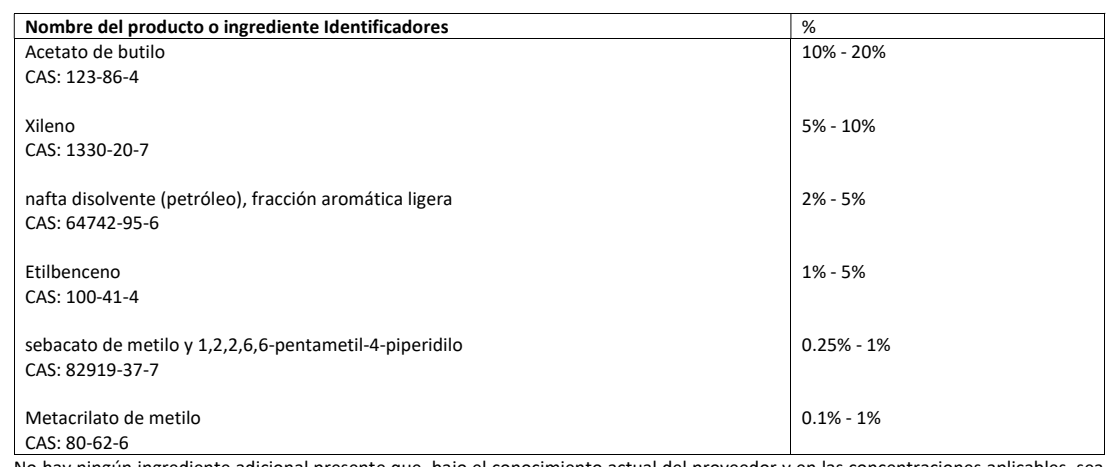 Nombre del producto o ingrediente Identificadores %
Acetato de butilo 10% - 20%
CAS: 123-86-4
Xileno 5% - 10%
CAS: 1330-20-7
nafta disolvente (petróleo), fracción aromática ligera 2% - 5%
CAS: 64742-95-6
Etilbenceno 1% - 5%
CAS: 100-41-4
sebacato de metilo y 1,2,2,6,6-pentametil-4-piperidilo 0.25% - 1%
CAS: 82919-37-7
Metacrilato de metilo 0.1% - 1%
CAS: 80-62-6
No hay ningún ingrediente adicional presente que, bajo el conocimiento actual del proveedor y en las concentraciones aplicables, sea